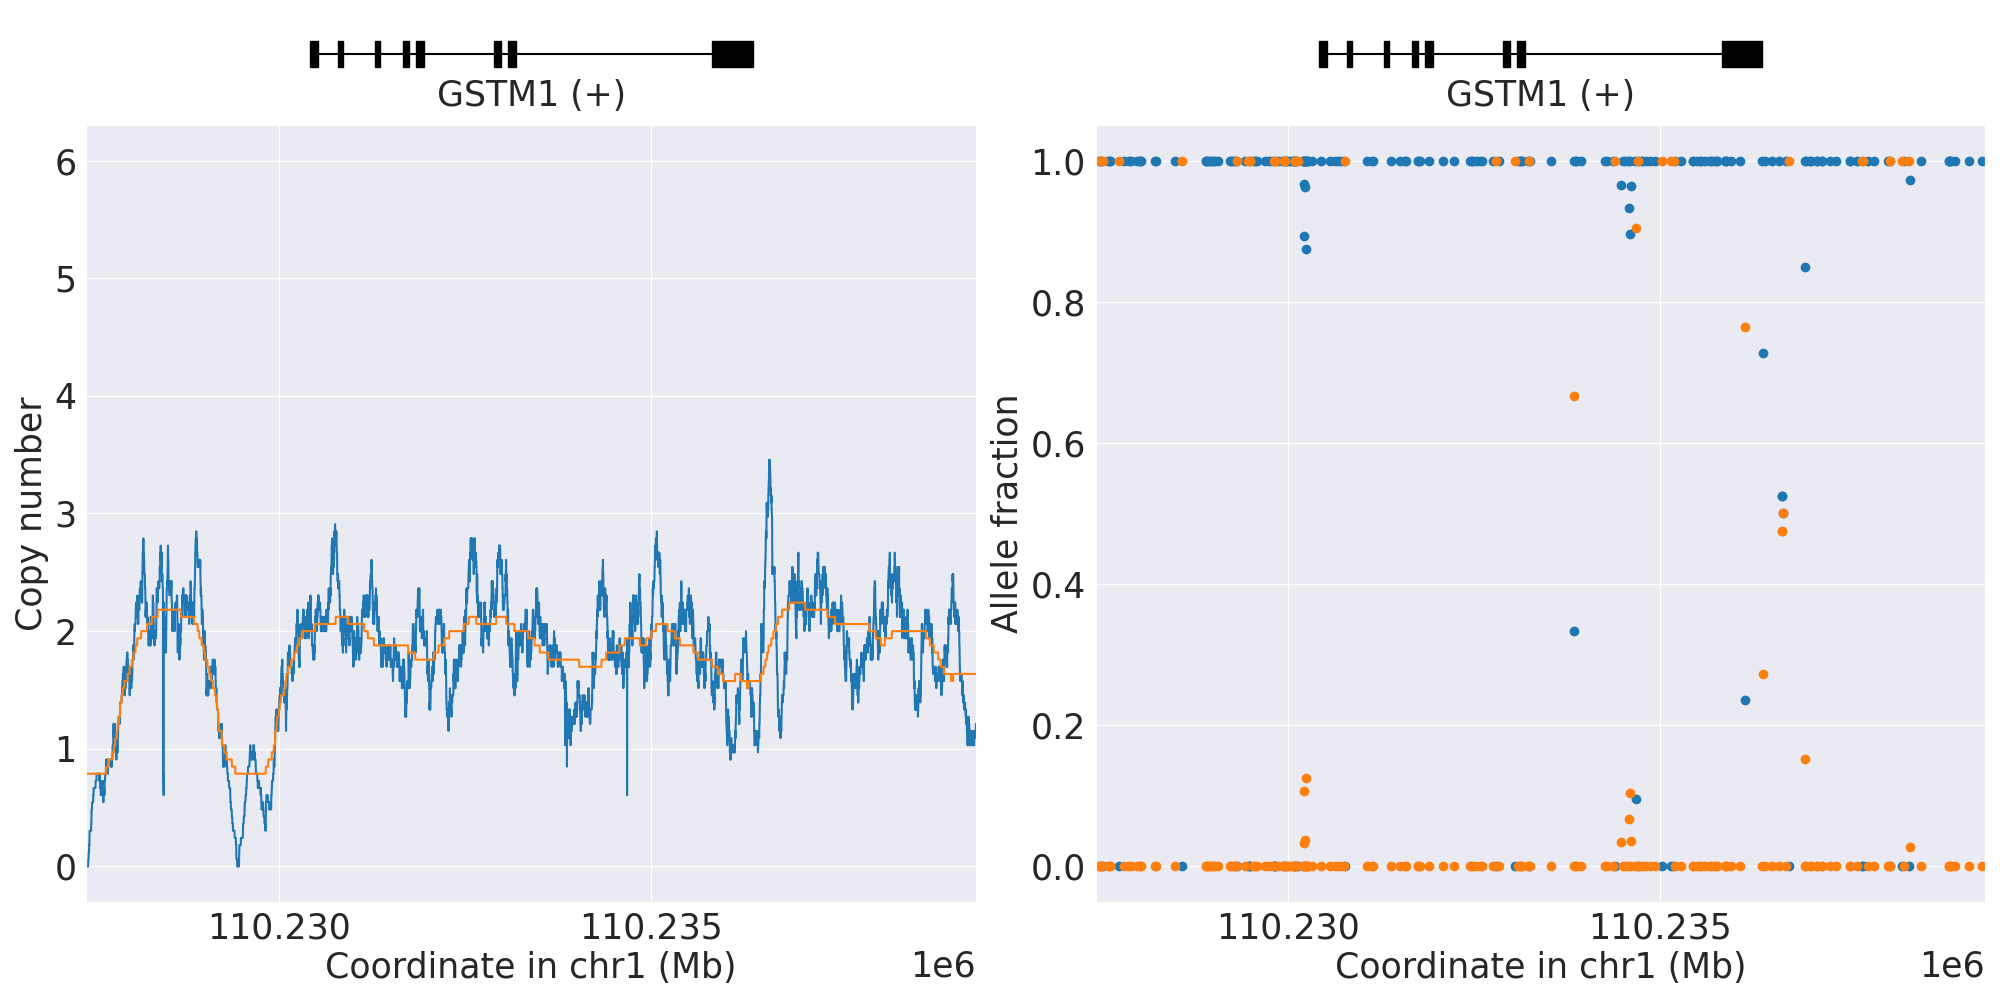 GSTM1 (+)
6
5
4
3
2
1
0
Copy number
110.230
110.235
Coordinate in chr1 (Mb)
1e6
GSTM1 (+)
1.0
0.8
0.6
0.4
0.2
0.0
Allele fraction
110.230
110.235
Coordinate in chr1 (Mb)
1e6